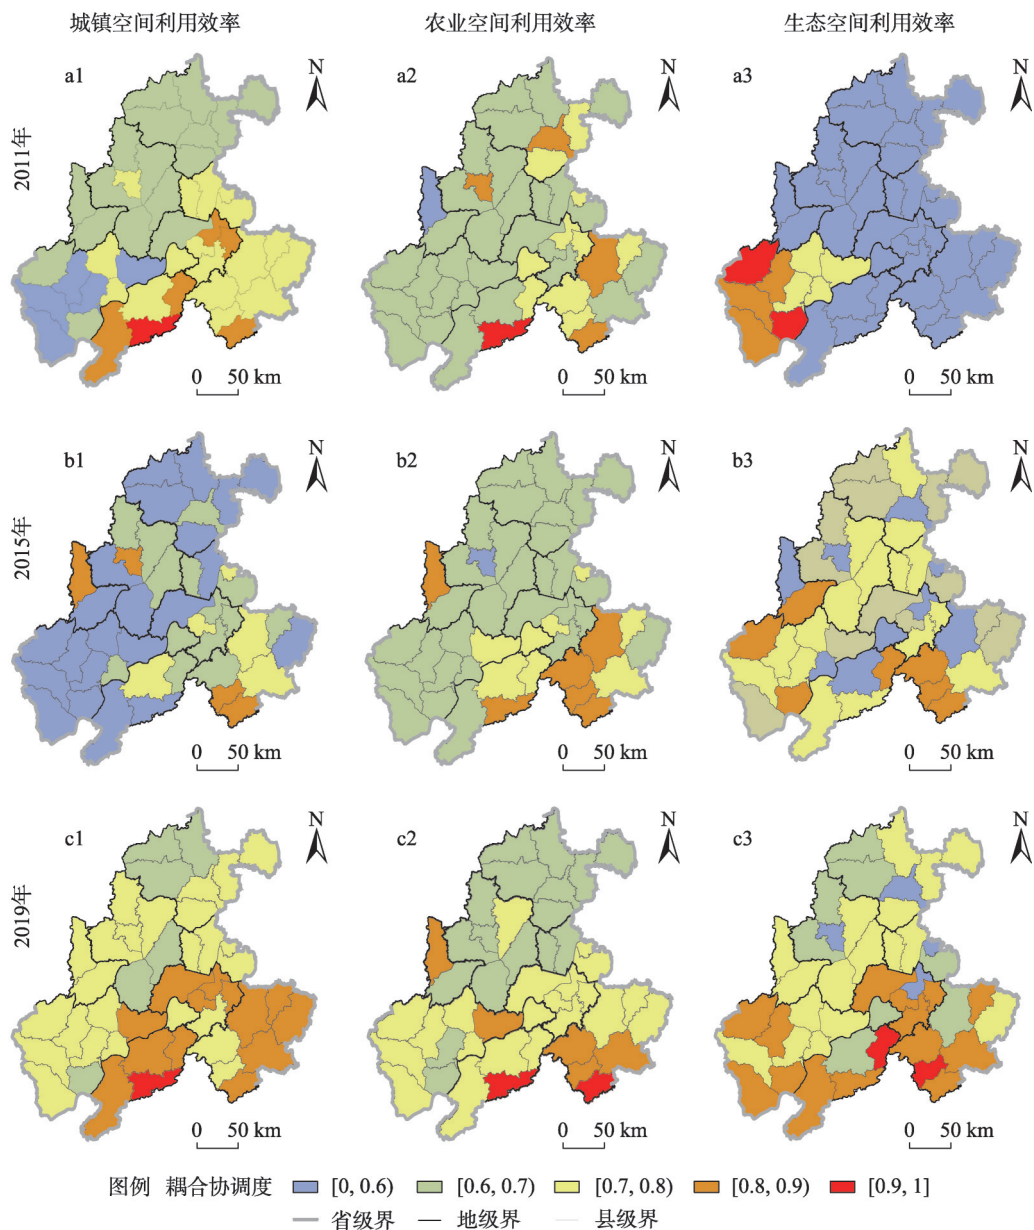 城镇空间利用效率 农业空间利用效率 生态空间利用效率
a1 N a2 N a3 N
2011年
0 50 km 0 50 km 0 50 km
b1 N b2 N b3 N
2015年
0 50 km 0 50 km 0 50 km
c1 N c2 N c3 N
2019年
0 50 km 0 50 km 0 50 km
图例 耦合协调度 [0, 0.6) [0.6, 0.7) [0.7, 0.8) [0.8, 0.9) [0.9, 1]
省级界 地级界 县级界